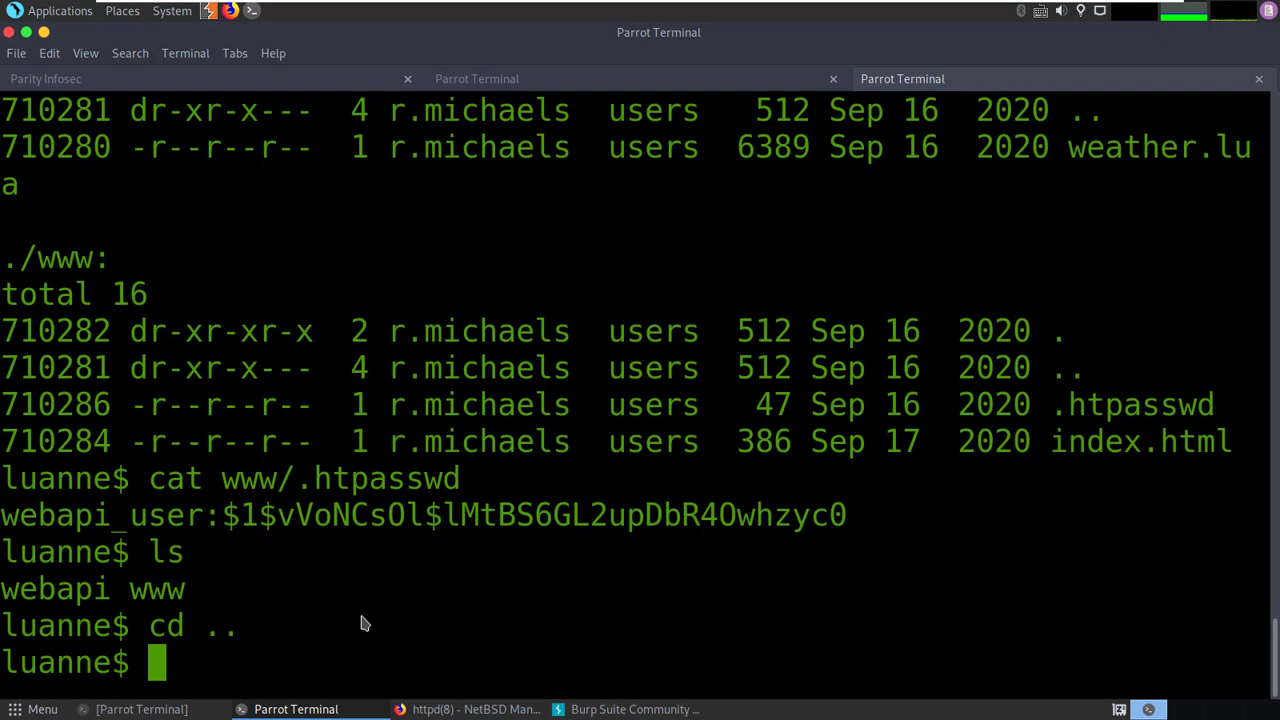 Applications Places System
Parrot Terminal
File Edit View Search Terminal Tabs Help
Parity Infosec × Parrot Terminal × Parrot Terminal ×
710281 dr-xr-x--- 4 r.michaels users 512 Sep 16 2020 ..
710280 -r--r--r-- 1 r.michaels users 6389 Sep 16 2020 weather.lu
a
./www:
total 16
710282 dr-xr-xr-x 2 r.michaels users 512 Sep 16 2020 .
710281 dr-xr-x--- 4 r.michaels users 512 Sep 16 2020 ..
710286 -r--r--r-- 1 r.michaels users 47 Sep 16 2020 .htpasswd
710284 -r--r--r-- 1 r.michaels users 386 Sep 17 2020 index.html
luanne$ cat www/.htpasswd
webapi_user:$1$vVoNCsOl$lMtBS6GL2upDbR4Owhzyc0
luanne$ ls
webapi www
luanne$ cd ..
luanne$
Menu [Parrot Terminal] Parrot Terminal httpd(8) - NetBSD Man... Burp Suite Community ...